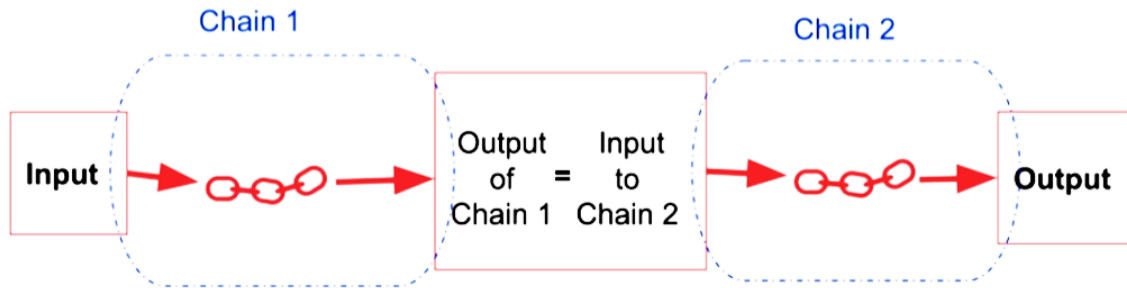 Chain 1
Chain 2
Input
Output Input
of = to
Chain 1 Chain 2
Output